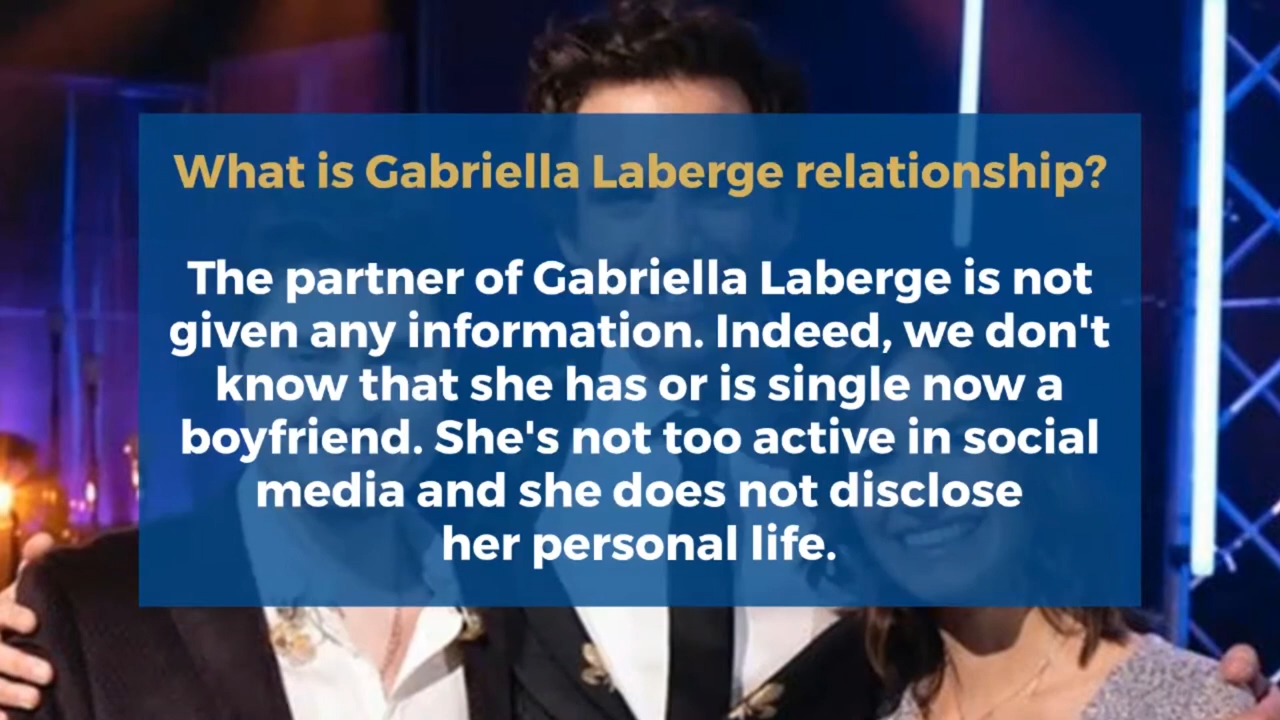 What is Gabriella Laberge relationship?
The partner of Gabriella Laberge is not
given any information. Indeed, we don't
know that she has or is single now a
boyfriend. She's not too active in social
media and she does not disclose
her personal life.